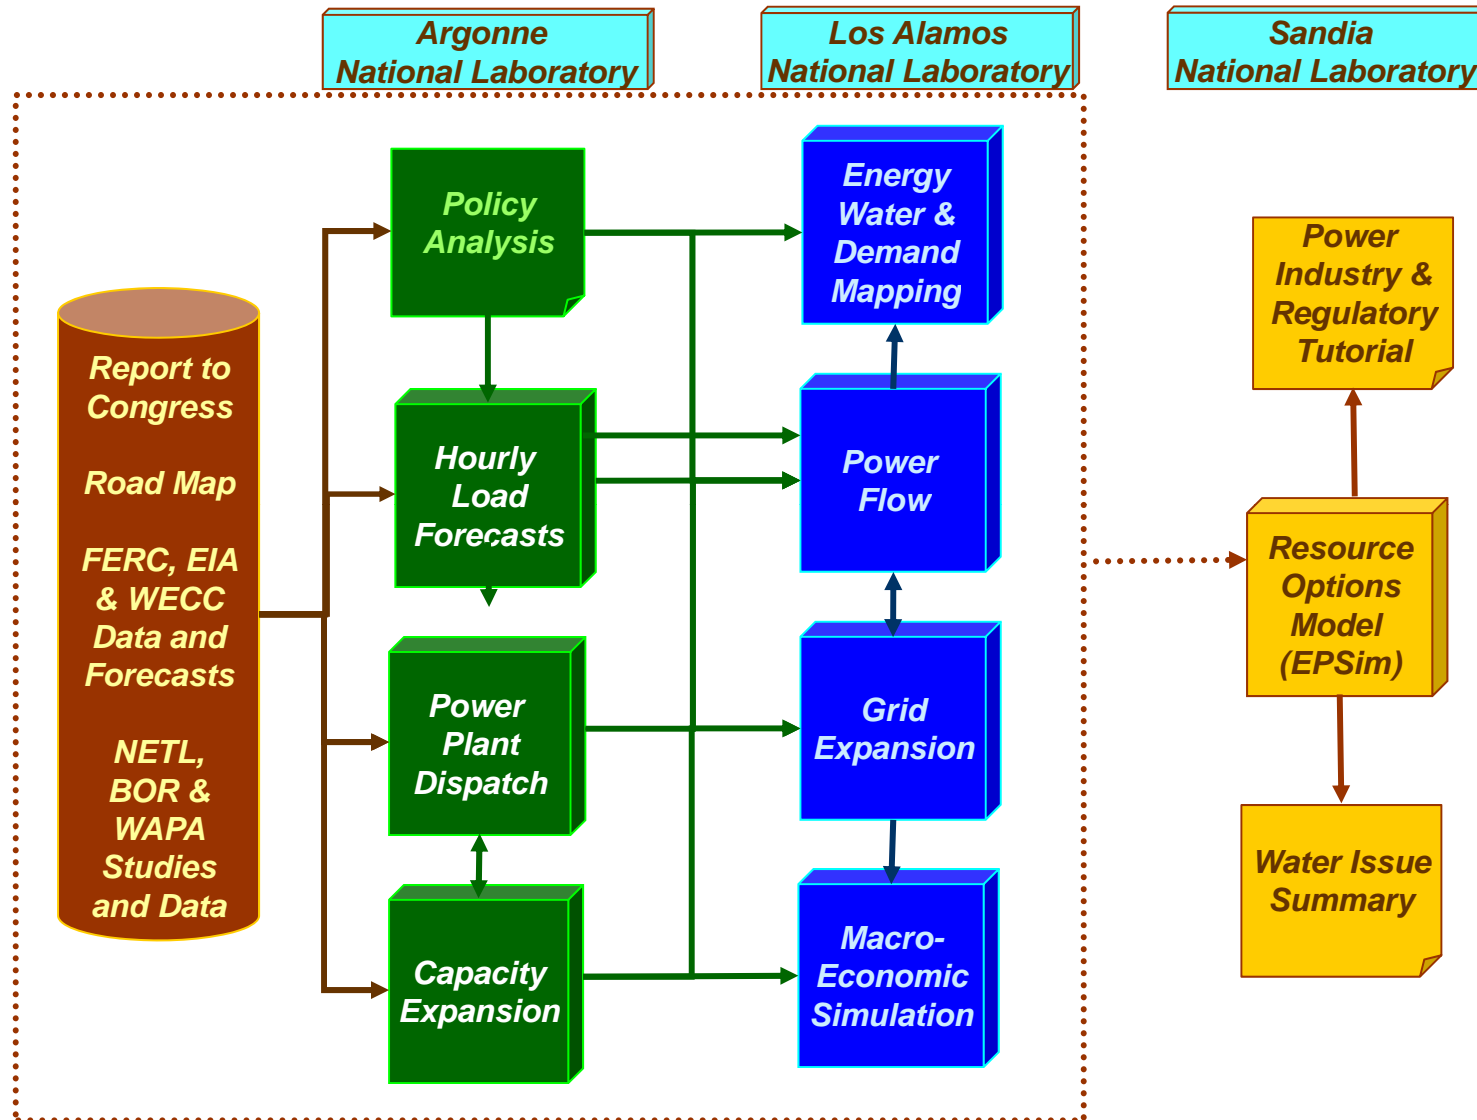 Argonne
National Laboratory
Los Alamos
National Laboratory
Sandia
National Laboratory
Report to
Congress
Road Map
FERC, EIA
& WECC
Data and
Forecasts
NETL,
BOR &
WAPA
Studies
and Data
Policy
Analysis
Hourly
Load
Forecasts
Power
Plant
Dispatch
Capacity
Expansion
Energy
Water &
Demand
Mapping
Power
Flow
Grid
Expansion
Macro-
Economic
Simulation
Power
Industry &
Regulatory
Tutorial
Resource
Options
Model
(EPSim)
Water Issue
Summary